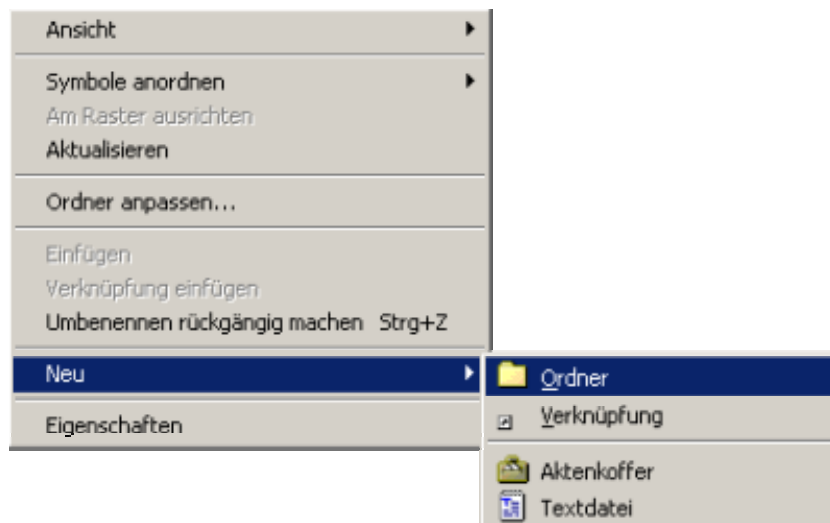 Ansicht
Symbole anordnen
Am Raster ausrichten
Aktualisieren
Ordner anpassen...
Einfügen
Verknüpfung einfügen
Umbenennen rückgängig machen Strg+Z
Neu
Eigenschaften
Ordner
Verknüpfung
Aktenkoffer
Textdatei